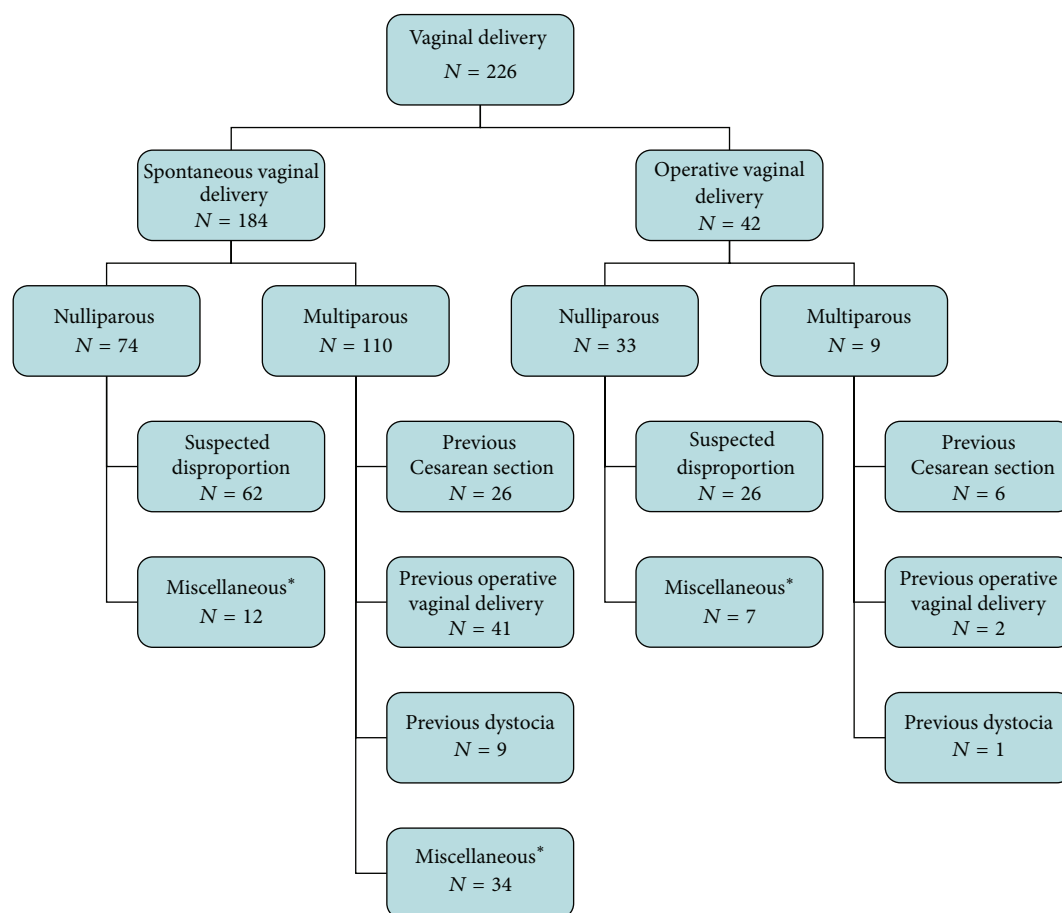 Vaginal delivery
N = 226
Spontaneous vaginal
delivery
N = 184
Operative vaginal
delivery
N = 42
Nulliparous
N = 74
Multiparous
N = 110
Nulliparous
N = 33
Multiparous
N = 9
Suspected
disproportion
N = 62
Previous
Cesarean section
N = 26
Suspected
disproportion
N = 26
Previous
Cesarean section
N = 6
Miscellaneous*
N = 12
Previous operative
vaginal delivery
N = 41
Miscellaneous*
N = 7
Previous operative
vaginal delivery
N = 2
Previous dystocia
N = 9
Previous dystocia
N = 1
Miscellaneous*
N = 34